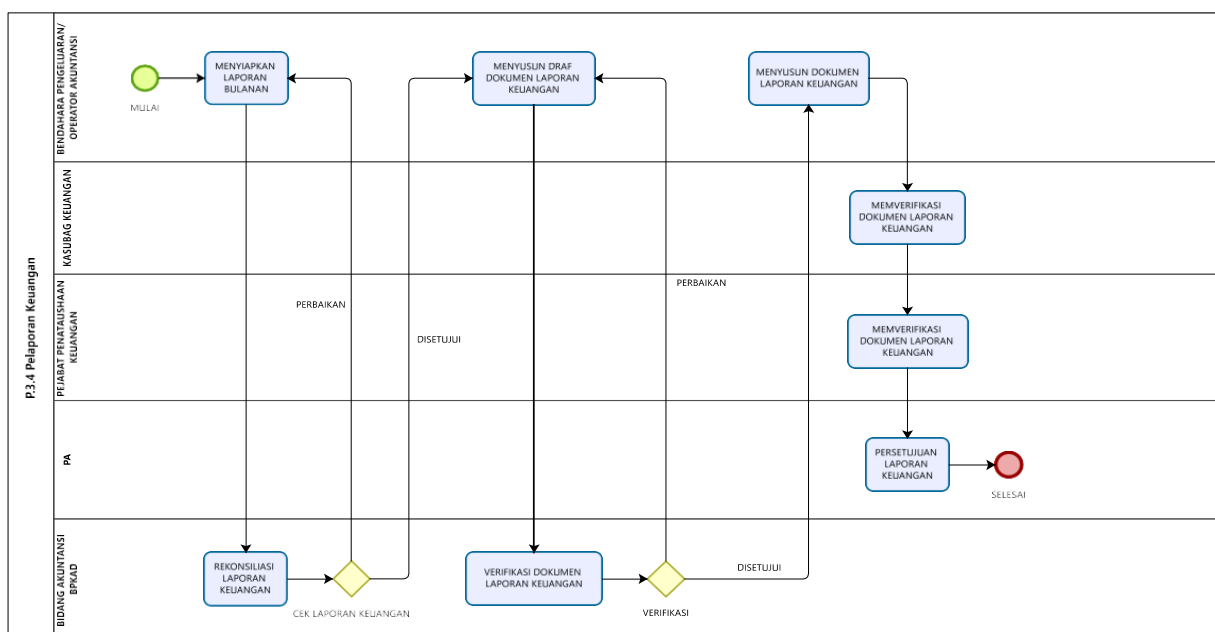 P.3.4 Pelaporan Keuangan
BENDAHARA PENGELUARAN/
OPERATOR AKUNTANSI
MULAI
MENYIAPKAN
LAPORAN
BULANAN
MENYUSUN DRAF
DOKUMEN LAPORAN
KEUANGAN
MENYUSUN DOKUMEN
LAPORAN KEUANGAN
KASUBAG KEUANGAN
MEMVERIFIKASI
DOKUMEN LAPORAN
KEUANGAN
PEJABAT PENATAUSHAAN
KEUANGAN
PERBAIKAN
DISETUJUI
PERBAIKAN
MEMVERIFIKASI
DOKUMEN LAPORAN
KEUANGAN
PA
PERSETUJUAN
LAPORAN
KEUANGAN
SELESAI
BIDANG AKUNTANSI
BPKAD
REKONSILIASI
LAPORAN
KEUANGAN
CEK LAPORAN KEUANGAN
VERIFIKASI DOKUMEN
LAPORAN KEUANGAN
VERIFIKASI
DISETUJUI